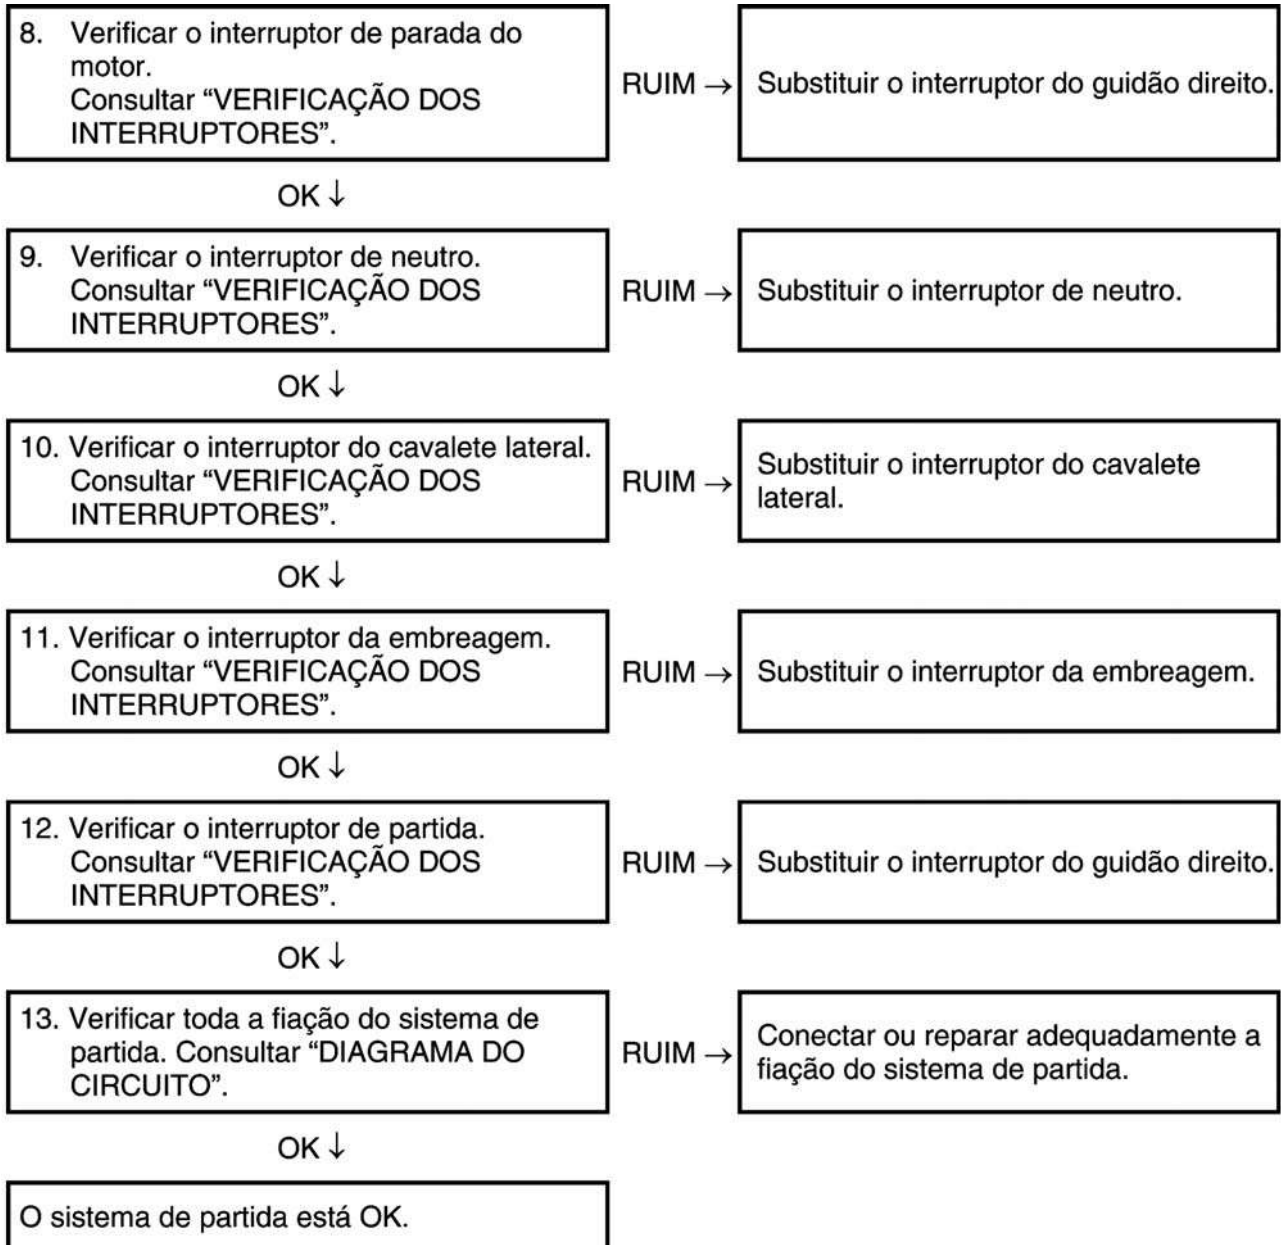 8. Verificar o interruptor de parada do
motor.
Consultar “VERIFICAÇÃO DOS
INTERRUPTORES”.
RUIM →
Substituir o interruptor do guidão direito.
OK ↓
9. Verificar o interruptor de neutro.
Consultar “VERIFICAÇÃO DOS
INTERRUPTORES”.
RUIM →
Substituir o interruptor de neutro.
OK ↓
10. Verificar o interruptor do cavalete lateral.
Consultar “VERIFICAÇÃO DOS
INTERRUPTORES”.
RUIM →
Substituir o interruptor do cavalete
lateral.
OK ↓
11. Verificar o interruptor da embreagem.
Consultar “VERIFICAÇÃO DOS
INTERRUPTORES”.
RUIM →
Substituir o interruptor da embreagem.
OK ↓
12. Verificar o interruptor de partida.
Consultar “VERIFICAÇÃO DOS
INTERRUPTORES”.
RUIM →
Substituir o interruptor do guidão direito.
OK ↓
13. Verificar toda a fiação do sistema de
partida. Consultar “DIAGRAMA DO
CIRCUITO”.
RUIM →
Conectar ou reparar adequadamente a
fiação do sistema de partida.
OK ↓
O sistema de partida está OK.